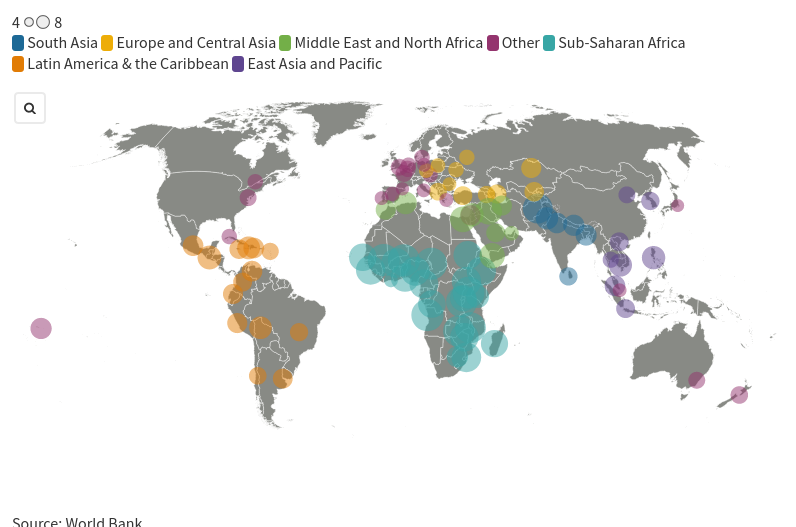 4 8
South Asia Europe and Central Asia Middle East and North Africa Other Sub-Saharan Africa
Latin America & the Caribbean East Asia and Pacific
Source: World Bank